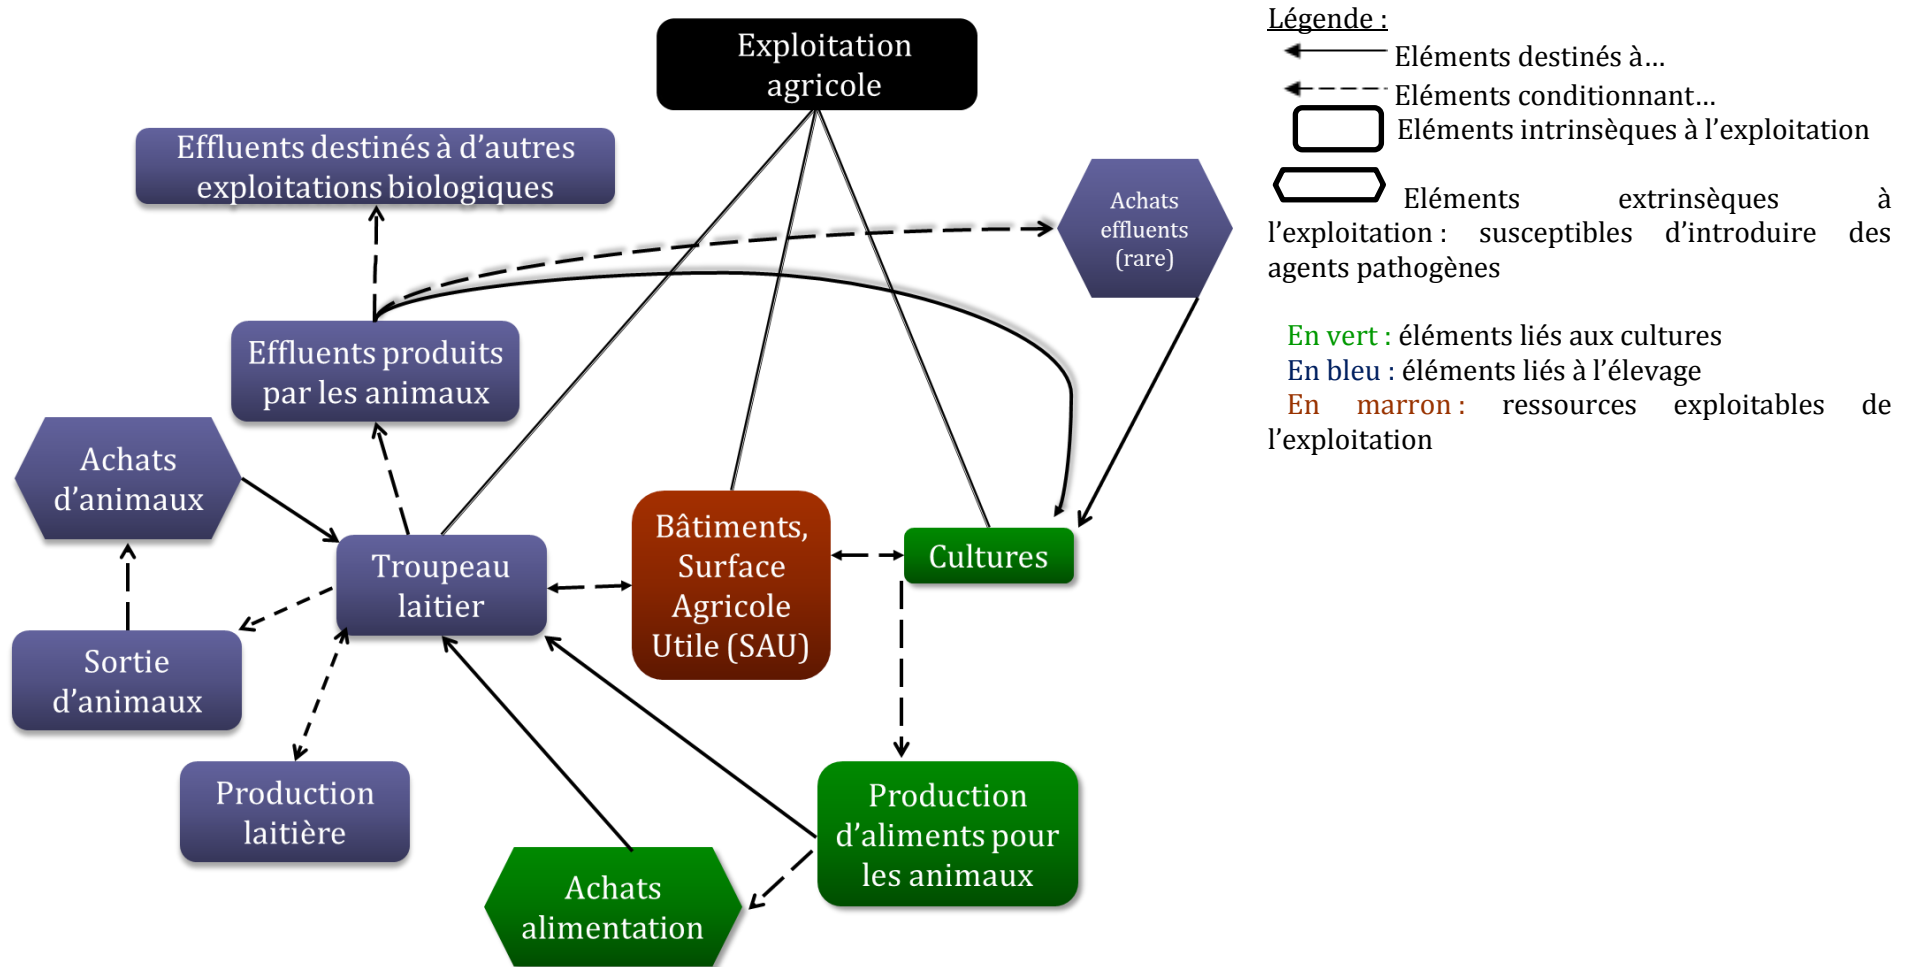 Exploitation
agricole
Effluents destinés à d’autres
exploitations biologiques
Achats
effluents
(rare)
Effluents produits
par les animaux
Achats
d’animaux
Troupeau
laitier
Bâtiments,
Surface
Agricole
Utile (SAU)
Cultures
Sortie
d’animaux
Production
laitière
Production
d’aliments pour
les animaux
Achats
alimentation
Légende :
Eléments destinés à…
Eléments conditionnant…
Eléments intrinsèques à l’exploitation
Eléments extrinsèques à
l’exploitation : susceptibles d’introduire des
agents pathogènes
En vert : éléments liés aux cultures
En bleu : éléments liés à l’élevage
En marron : ressources exploitables de
l’exploitation